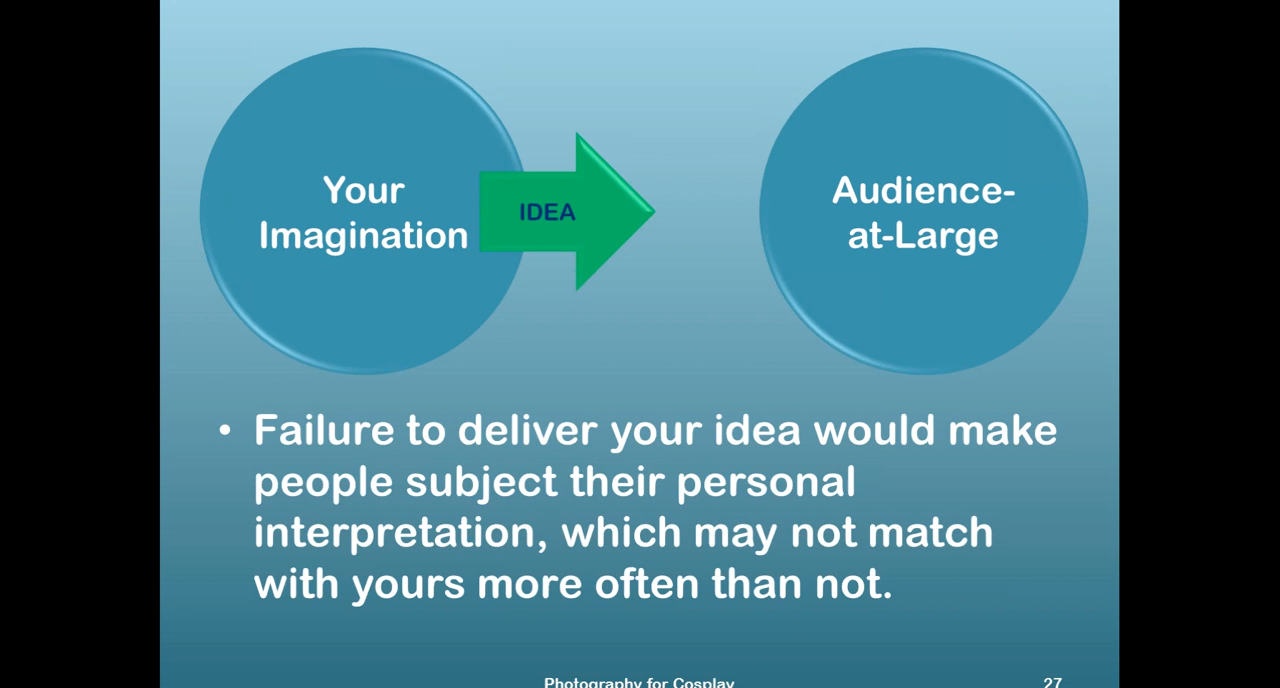 Your
Imagination
IDEA
Audience-
at-Large
• Failure to deliver your idea would make
people subject their personal
interpretation, which may not match
with yours more often than not.
Photography for Cosplay
27